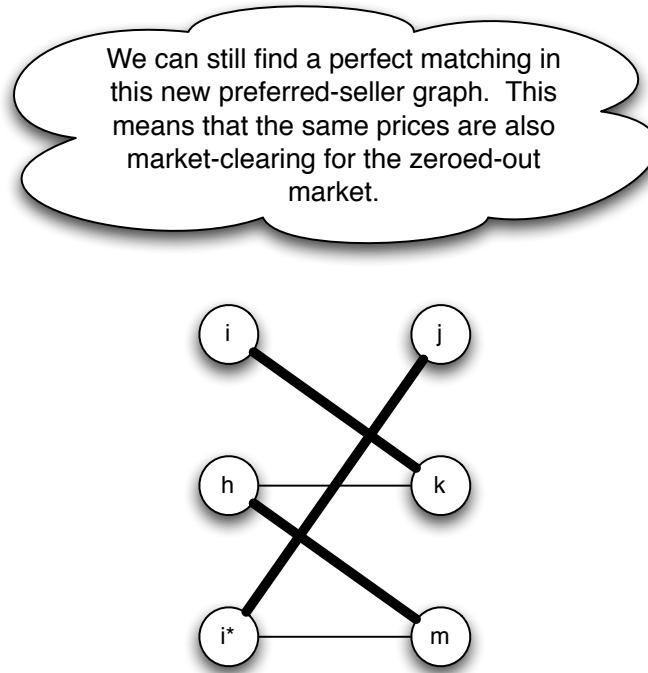 We can still find a perfect matching in
this new preferred-seller graph.  This
means that the same prices are also
market-clearing for the zeroed-out
market.
i
j
h
k
i*
m